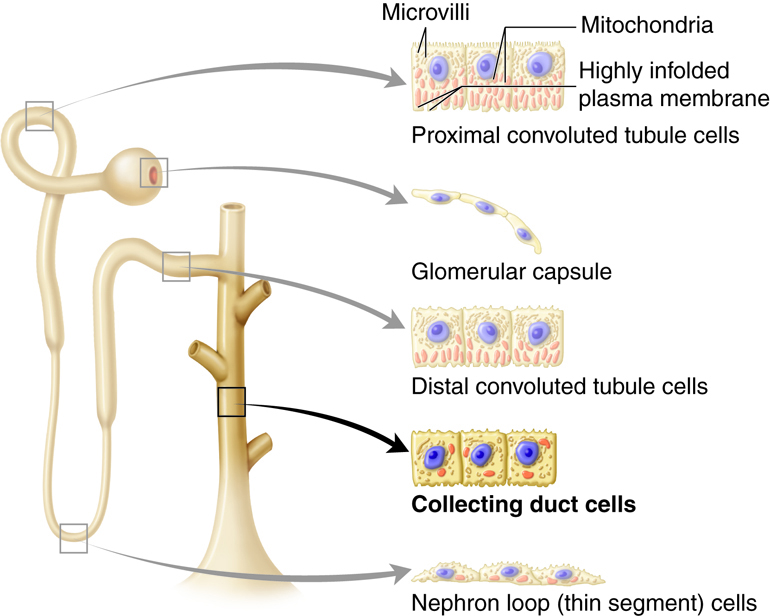 Microvilli
Mitochondria
Highly infolded
plasma membrane
Proximal convoluted tubule cells
Glomerular capsule
Distal convoluted tubule cells
Collecting duct cells
Nephron loop (thin segment) cells